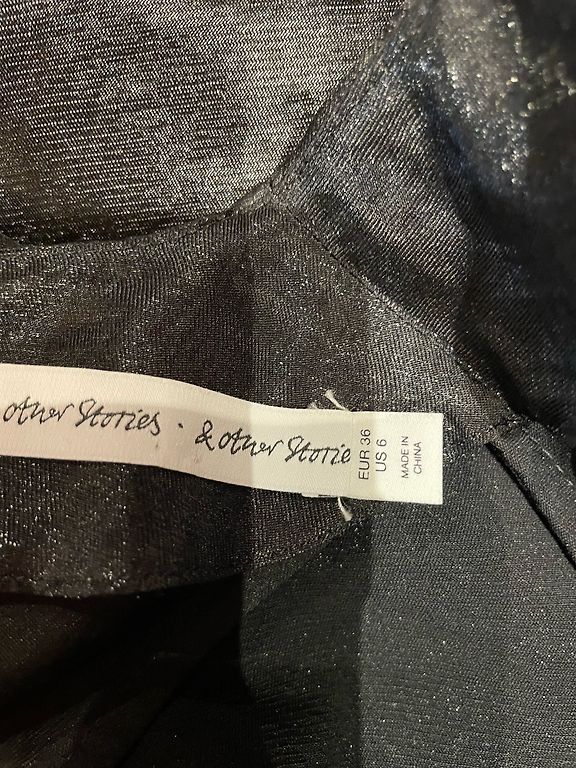 other Stories · & other Storie
EUR 36
US 6
MADE IN
CHINA